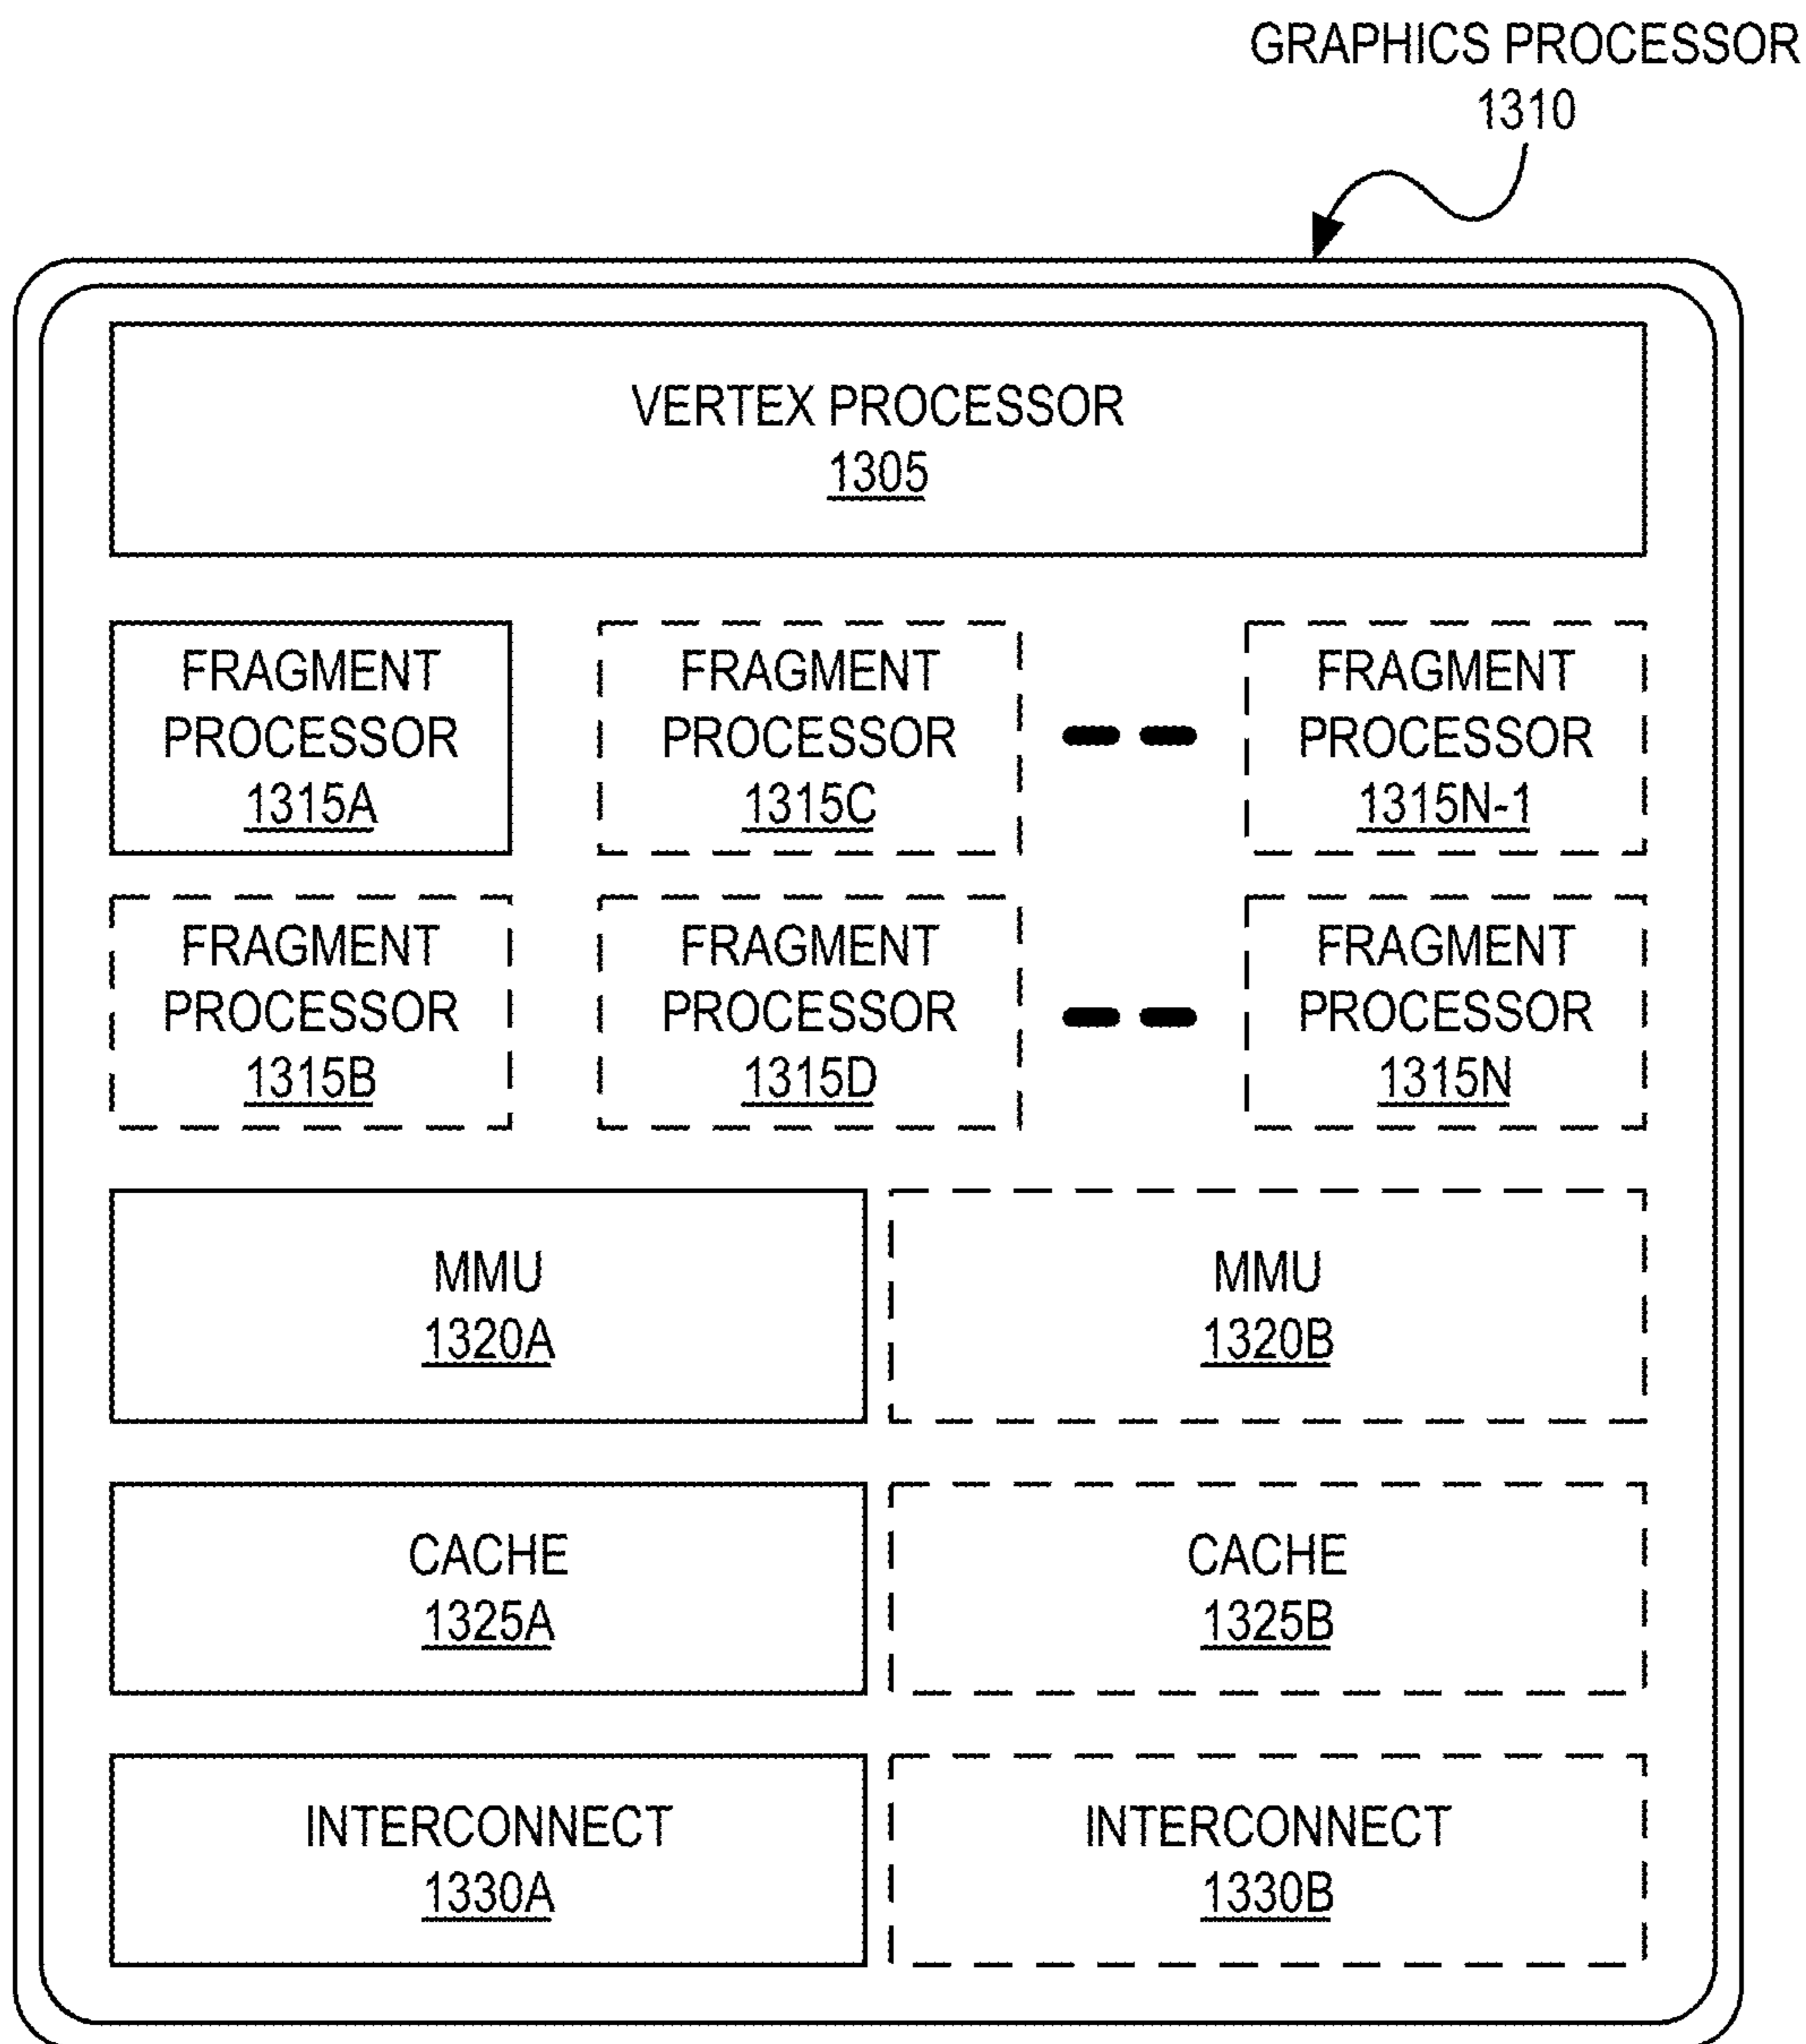 GRAPHICS PROCESSOR
1310
VERTEX PROCESSOR
1305
FRAGMENT
PROCESSOR
1315A
FRAGMENT
PROCESSOR
1315C
FRAGMENT
PROCESSOR
1315N-1
FRAGMENT
PROCESSOR
1315B
FRAGMENT
PROCESSOR
1315D
FRAGMENT
PROCESSOR
1315N
MMU
1320A
MMU
1320B
CACHE
1325A
CACHE
1325B
INTERCONNECT
1330A
INTERCONNECT
1330B